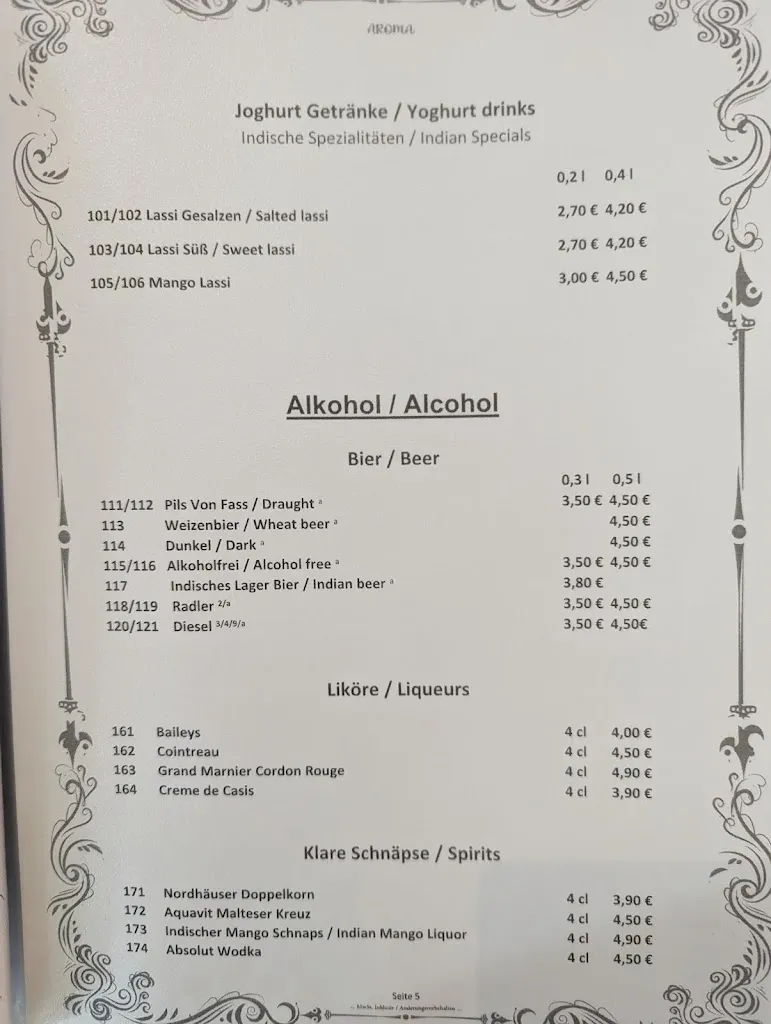 AROMA
Joghurt Getränke / Yoghurt drinks
Indische Spezialitäten / Indian Specials
0,2 l 0,4 l
101/102 Lassi Gesalzen / Salted lassi 2,70 € 4,20 €
103/104 Lassi Süß / Sweet lassi 2,70 € 4,20 €
105/106 Mango Lassi 3,00 € 4,50 €
Alkohol / Alcohol
Bier / Beer
0,3 l 0,5 l
111/112 Pils Von Fass / Draught ᵃ 3,50 € 4,50 €
113 Weizenbier / Wheat beer ᵃ 4,50 €
114 Dunkel / Dark ᵃ 4,50 €
115/116 Alkoholfrei / Alcohol free ᵃ 3,50 € 4,50 €
117 Indisches Lager Bier / Indian beer ᵃ 3,80 €
118/119 Radler ²/ᵃ 3,50 € 4,50 €
120/121 Diesel ³/⁴/⁹/ᵃ 3,50 € 4,50€
Liköre / Liqueurs
161 Baileys 4 cl 4,00 €
162 Cointreau 4 cl 4,50 €
163 Grand Marnier Cordon Rouge 4 cl 4,90 €
164 Creme de Casis 4 cl 3,90 €
Klare Schnäpse / Spirits
171 Nordhäuser Doppelkorn 4 cl 3,90 €
172 Aquavit Malteser Kreuz 4 cl 4,50 €
173 Indischer Mango Schnaps / Indian Mango Liquor 4 cl 4,90 €
174 Absolut Wodka 4 cl 4,50 €
Seite 5
... MwSt. Inklusiv / Änderungenvorbehalten ...